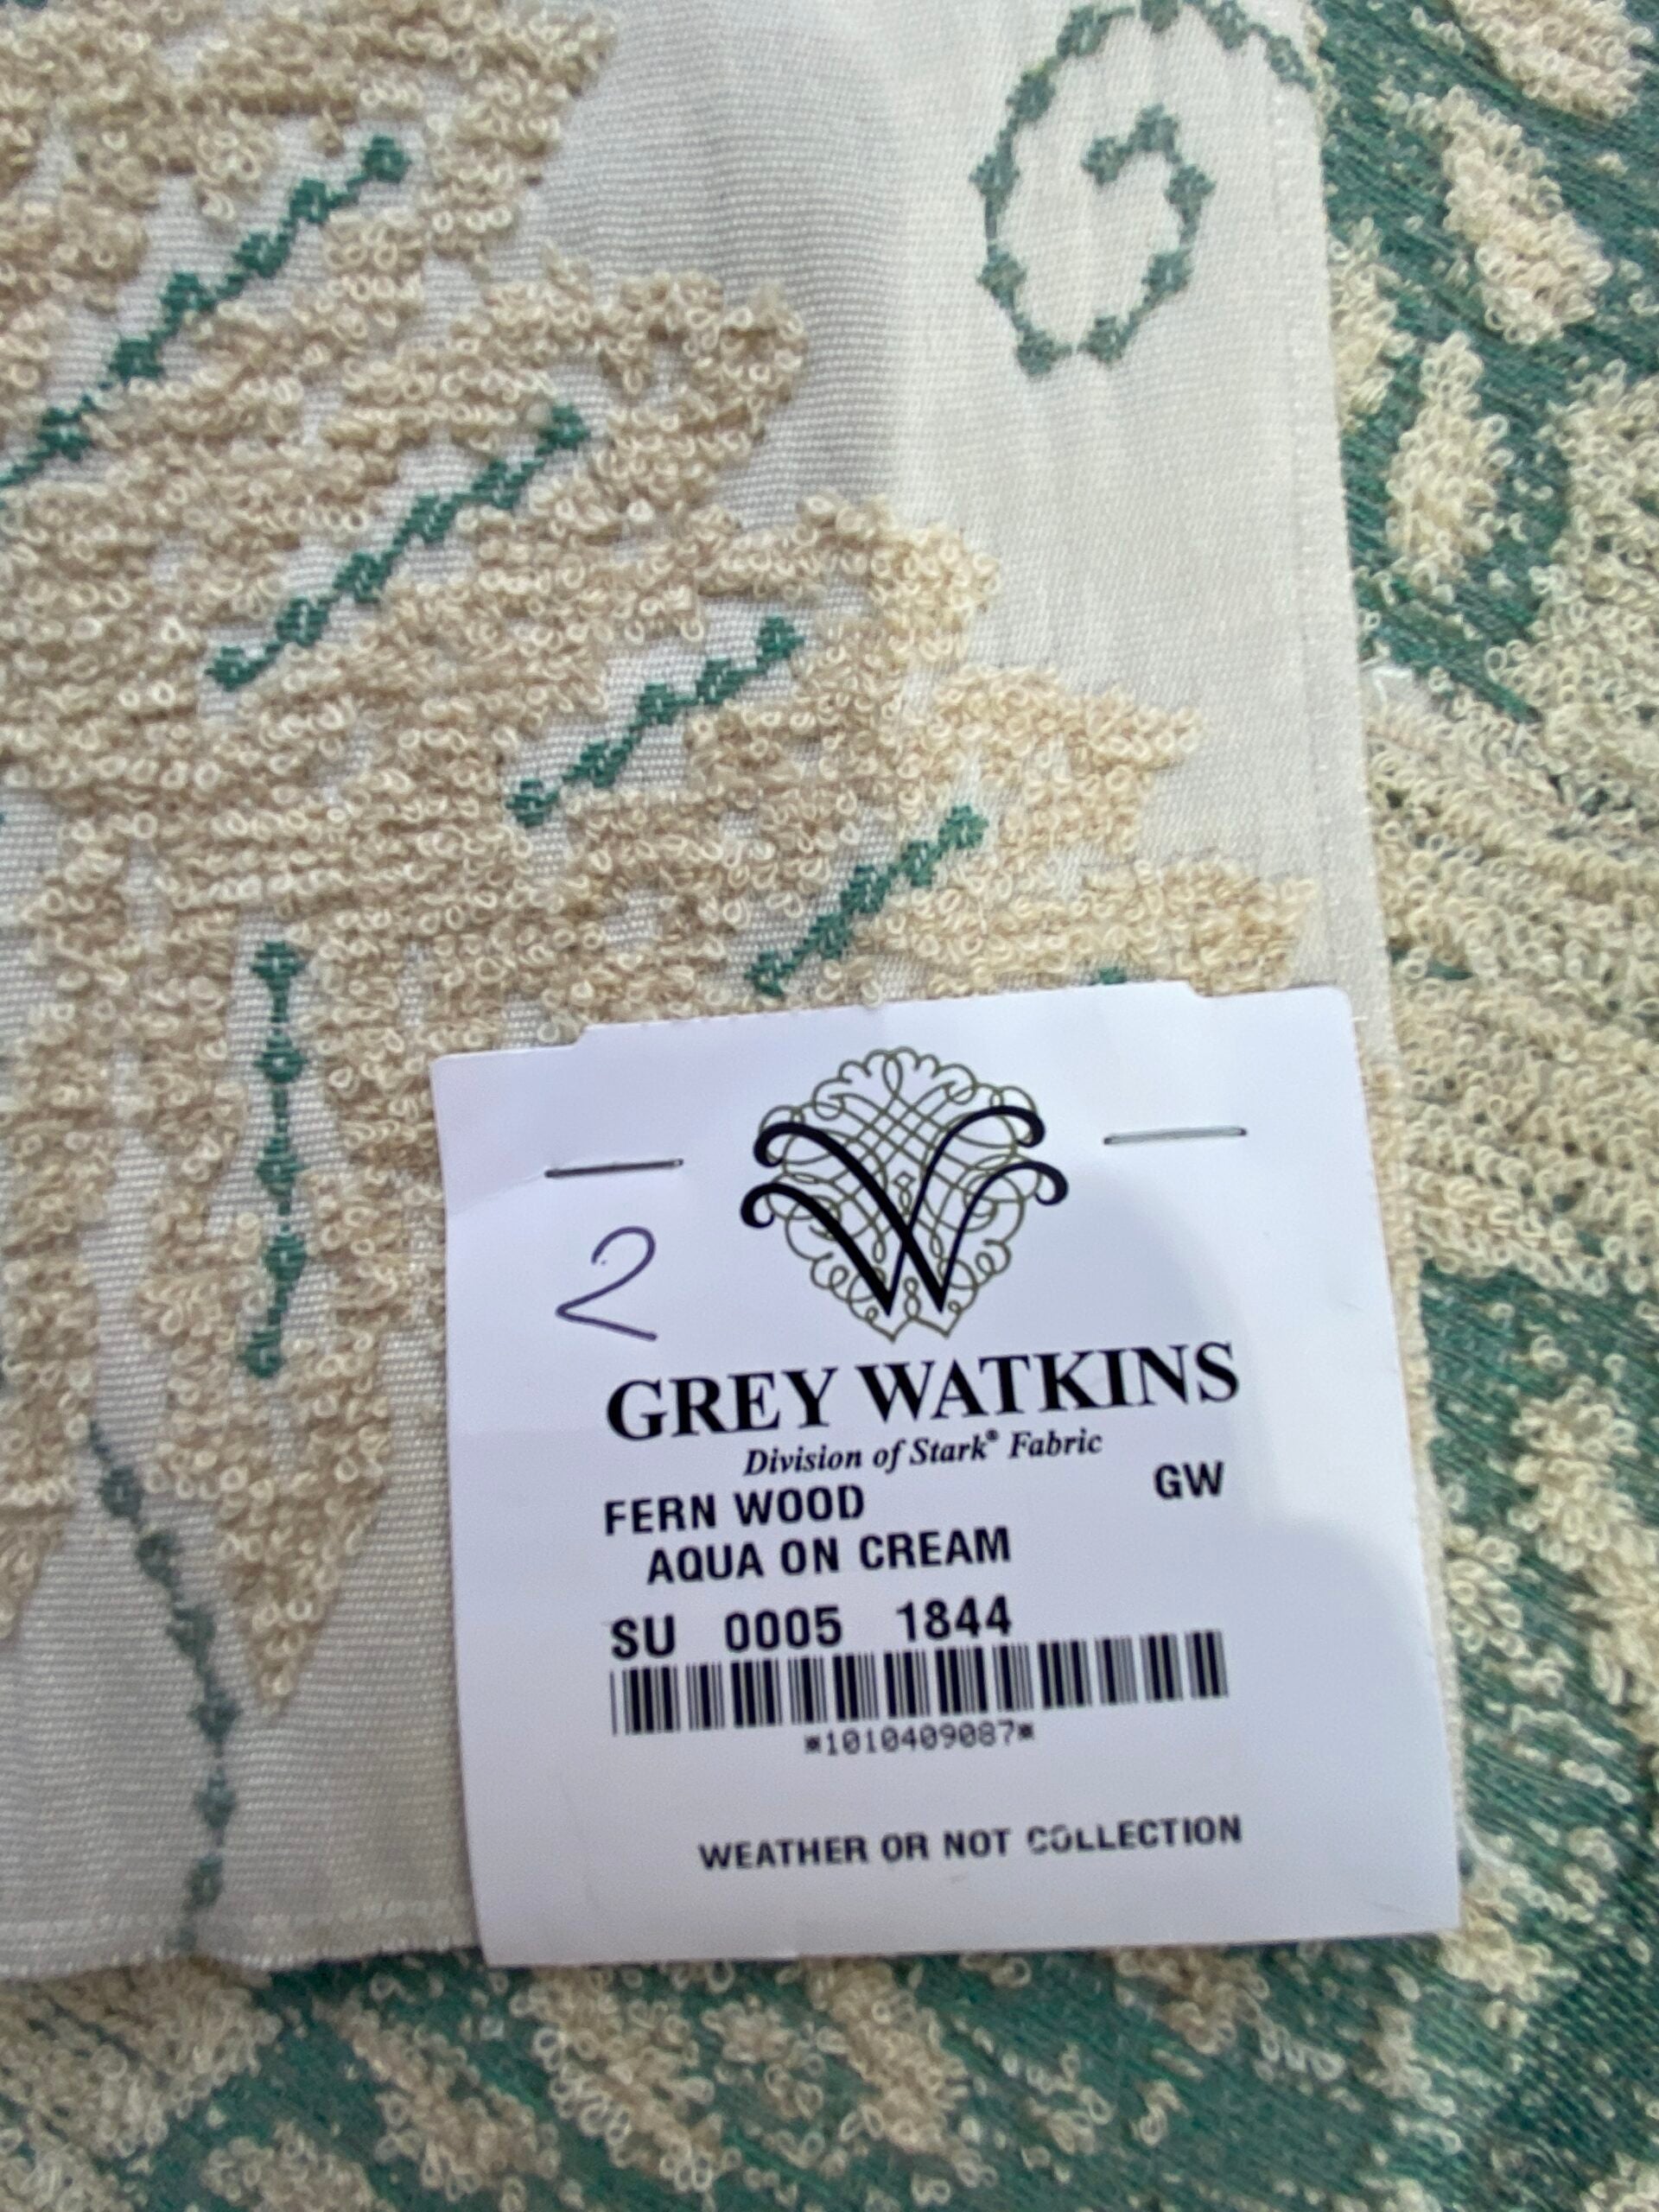 2
W
GREY WATKINS
Division of Stark® Fabric
FERN WOOD GW
AQUA ON CREAM
SU 0005 1844
*1010409087*
WEATHER OR NOT COLLECTION